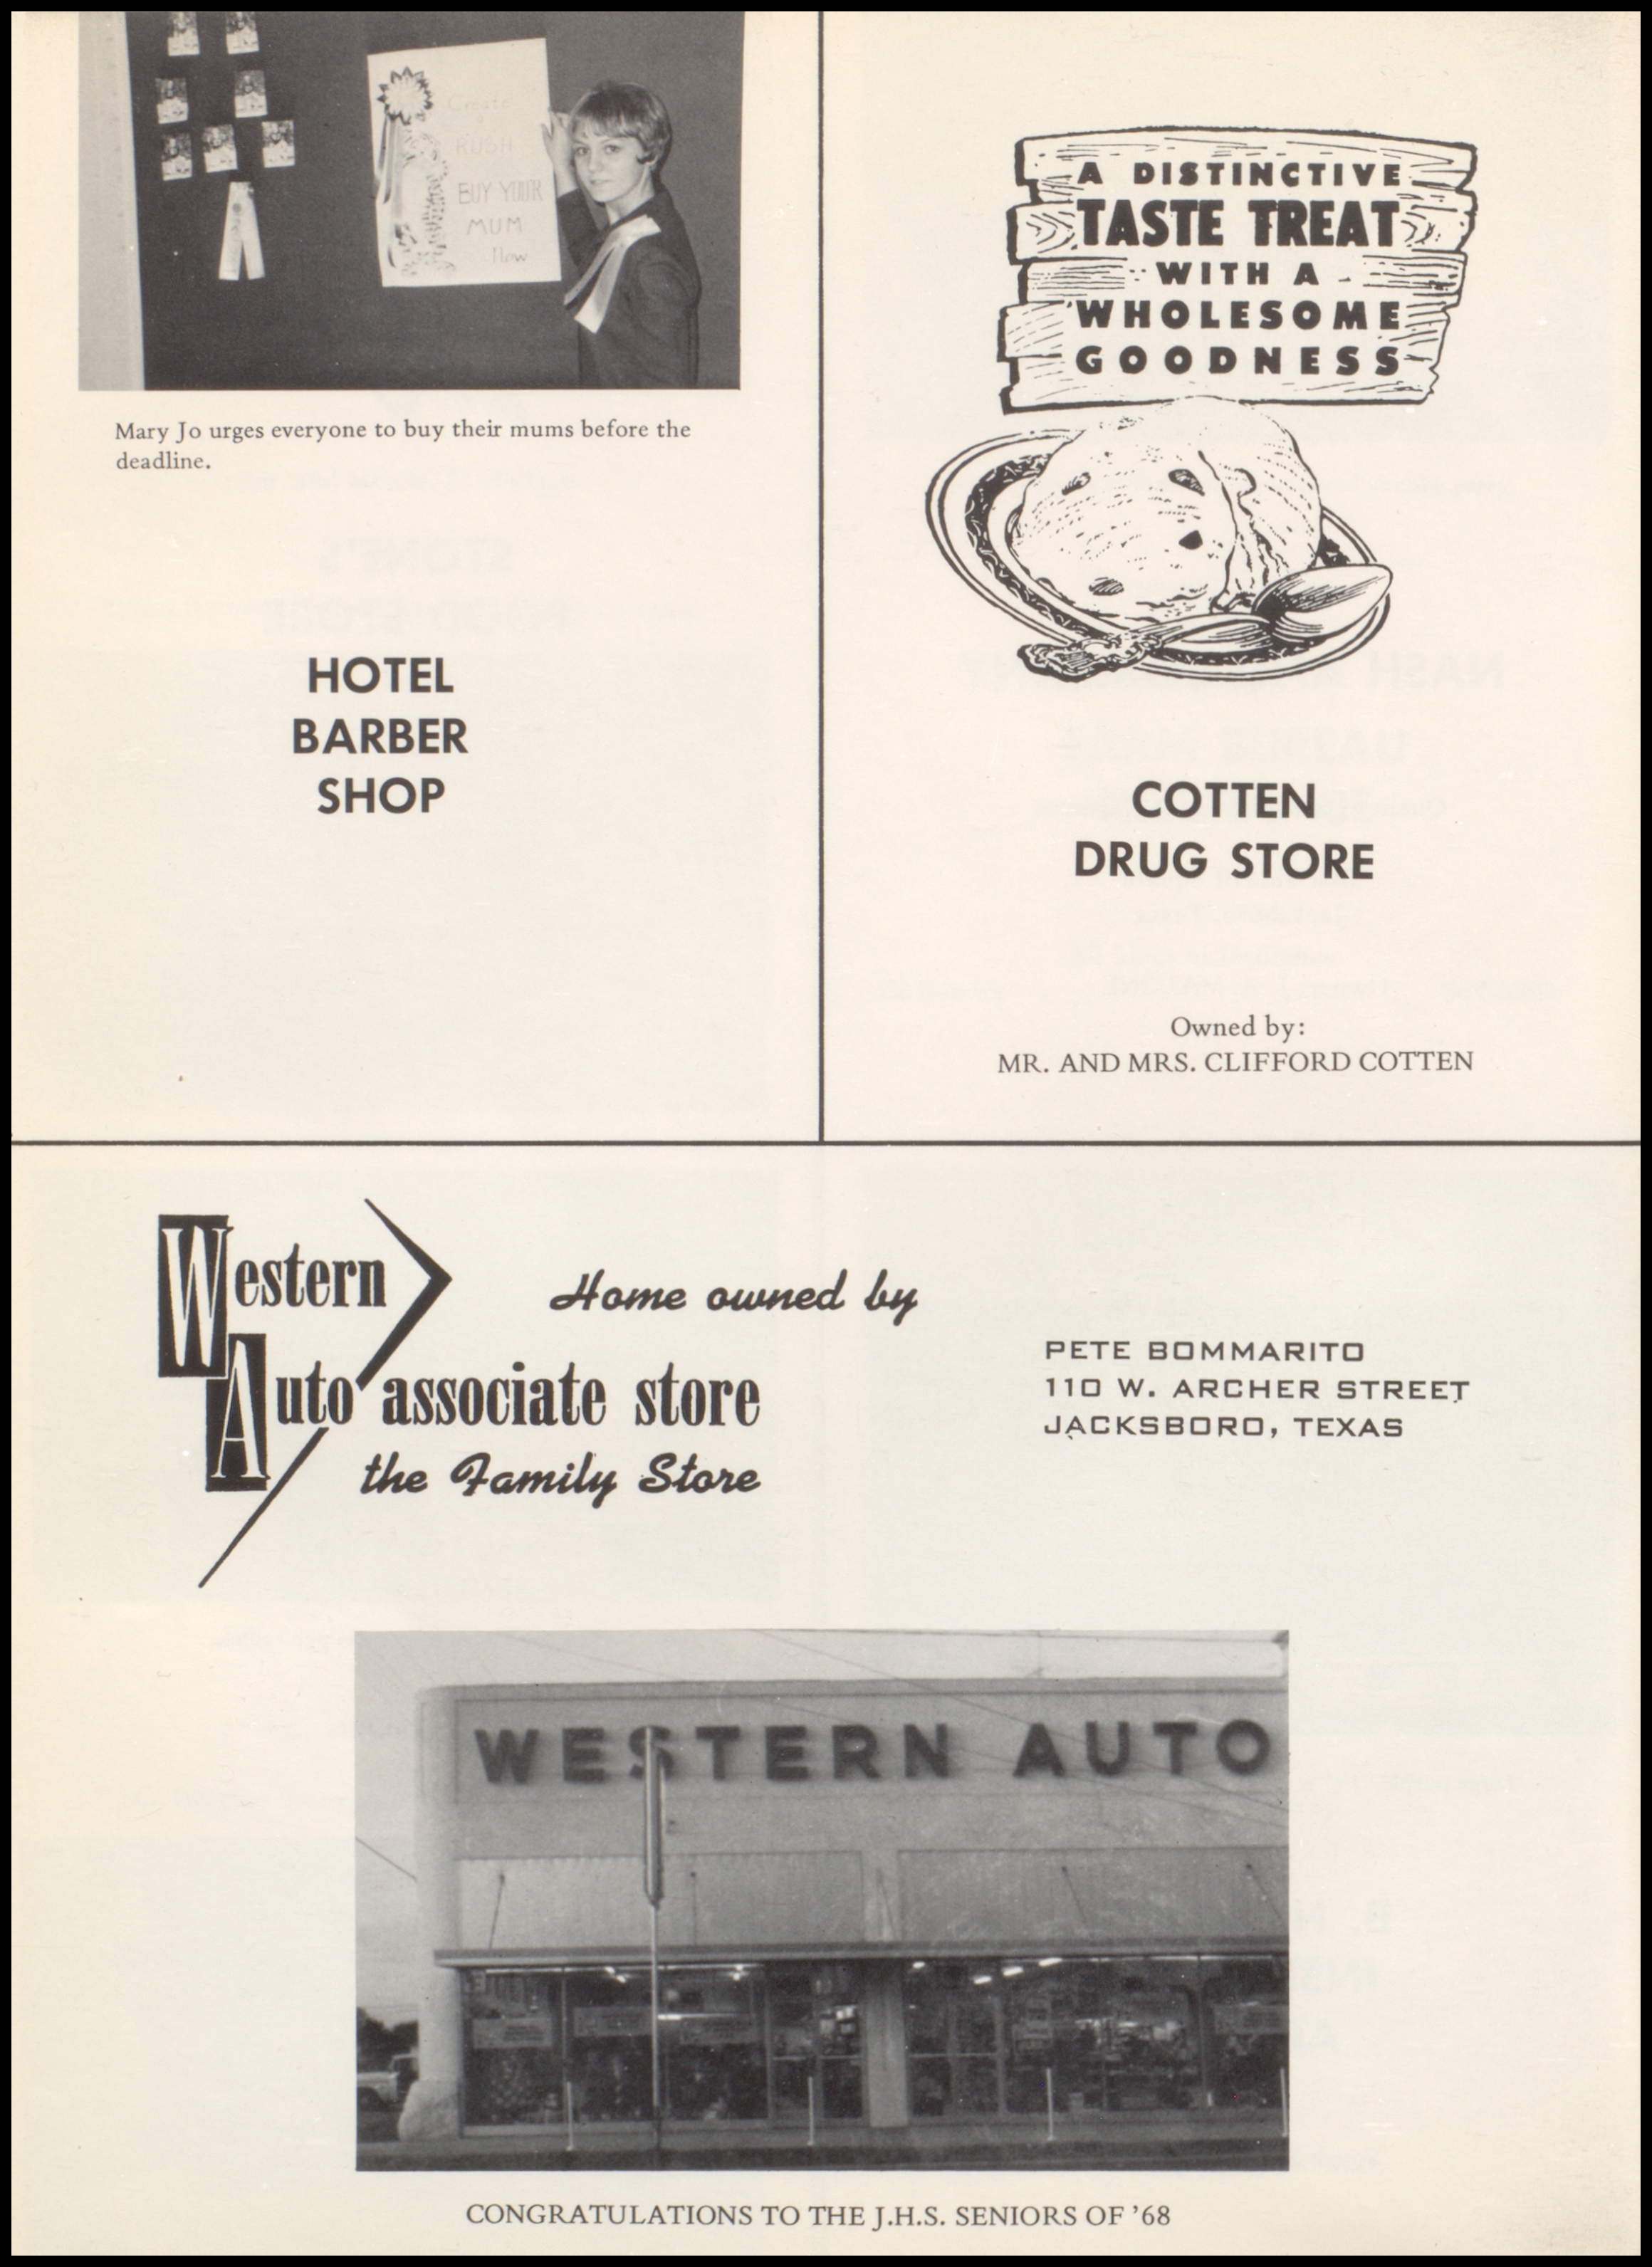 Create
RUSH
BUY YOUR
MUM
Now
Mary Jo urges everyone to buy their mums before the
deadline.
HOTEL
BARBER
SHOP
A DISTINCTIVE
TASTE TREAT
WITH A
WHOLESOME
GOODNESS
COTTEN
DRUG STORE
Owned by:
MR. AND MRS. CLIFFORD COTTEN
Western
Auto associate store
the Family Store
Home owned by
PETE BOMMARITO
110 W. ARCHER STREET
JACKSBORO, TEXAS
WESTERN AUTO
CONGRATULATIONS TO THE J.H.S. SENIORS OF '68